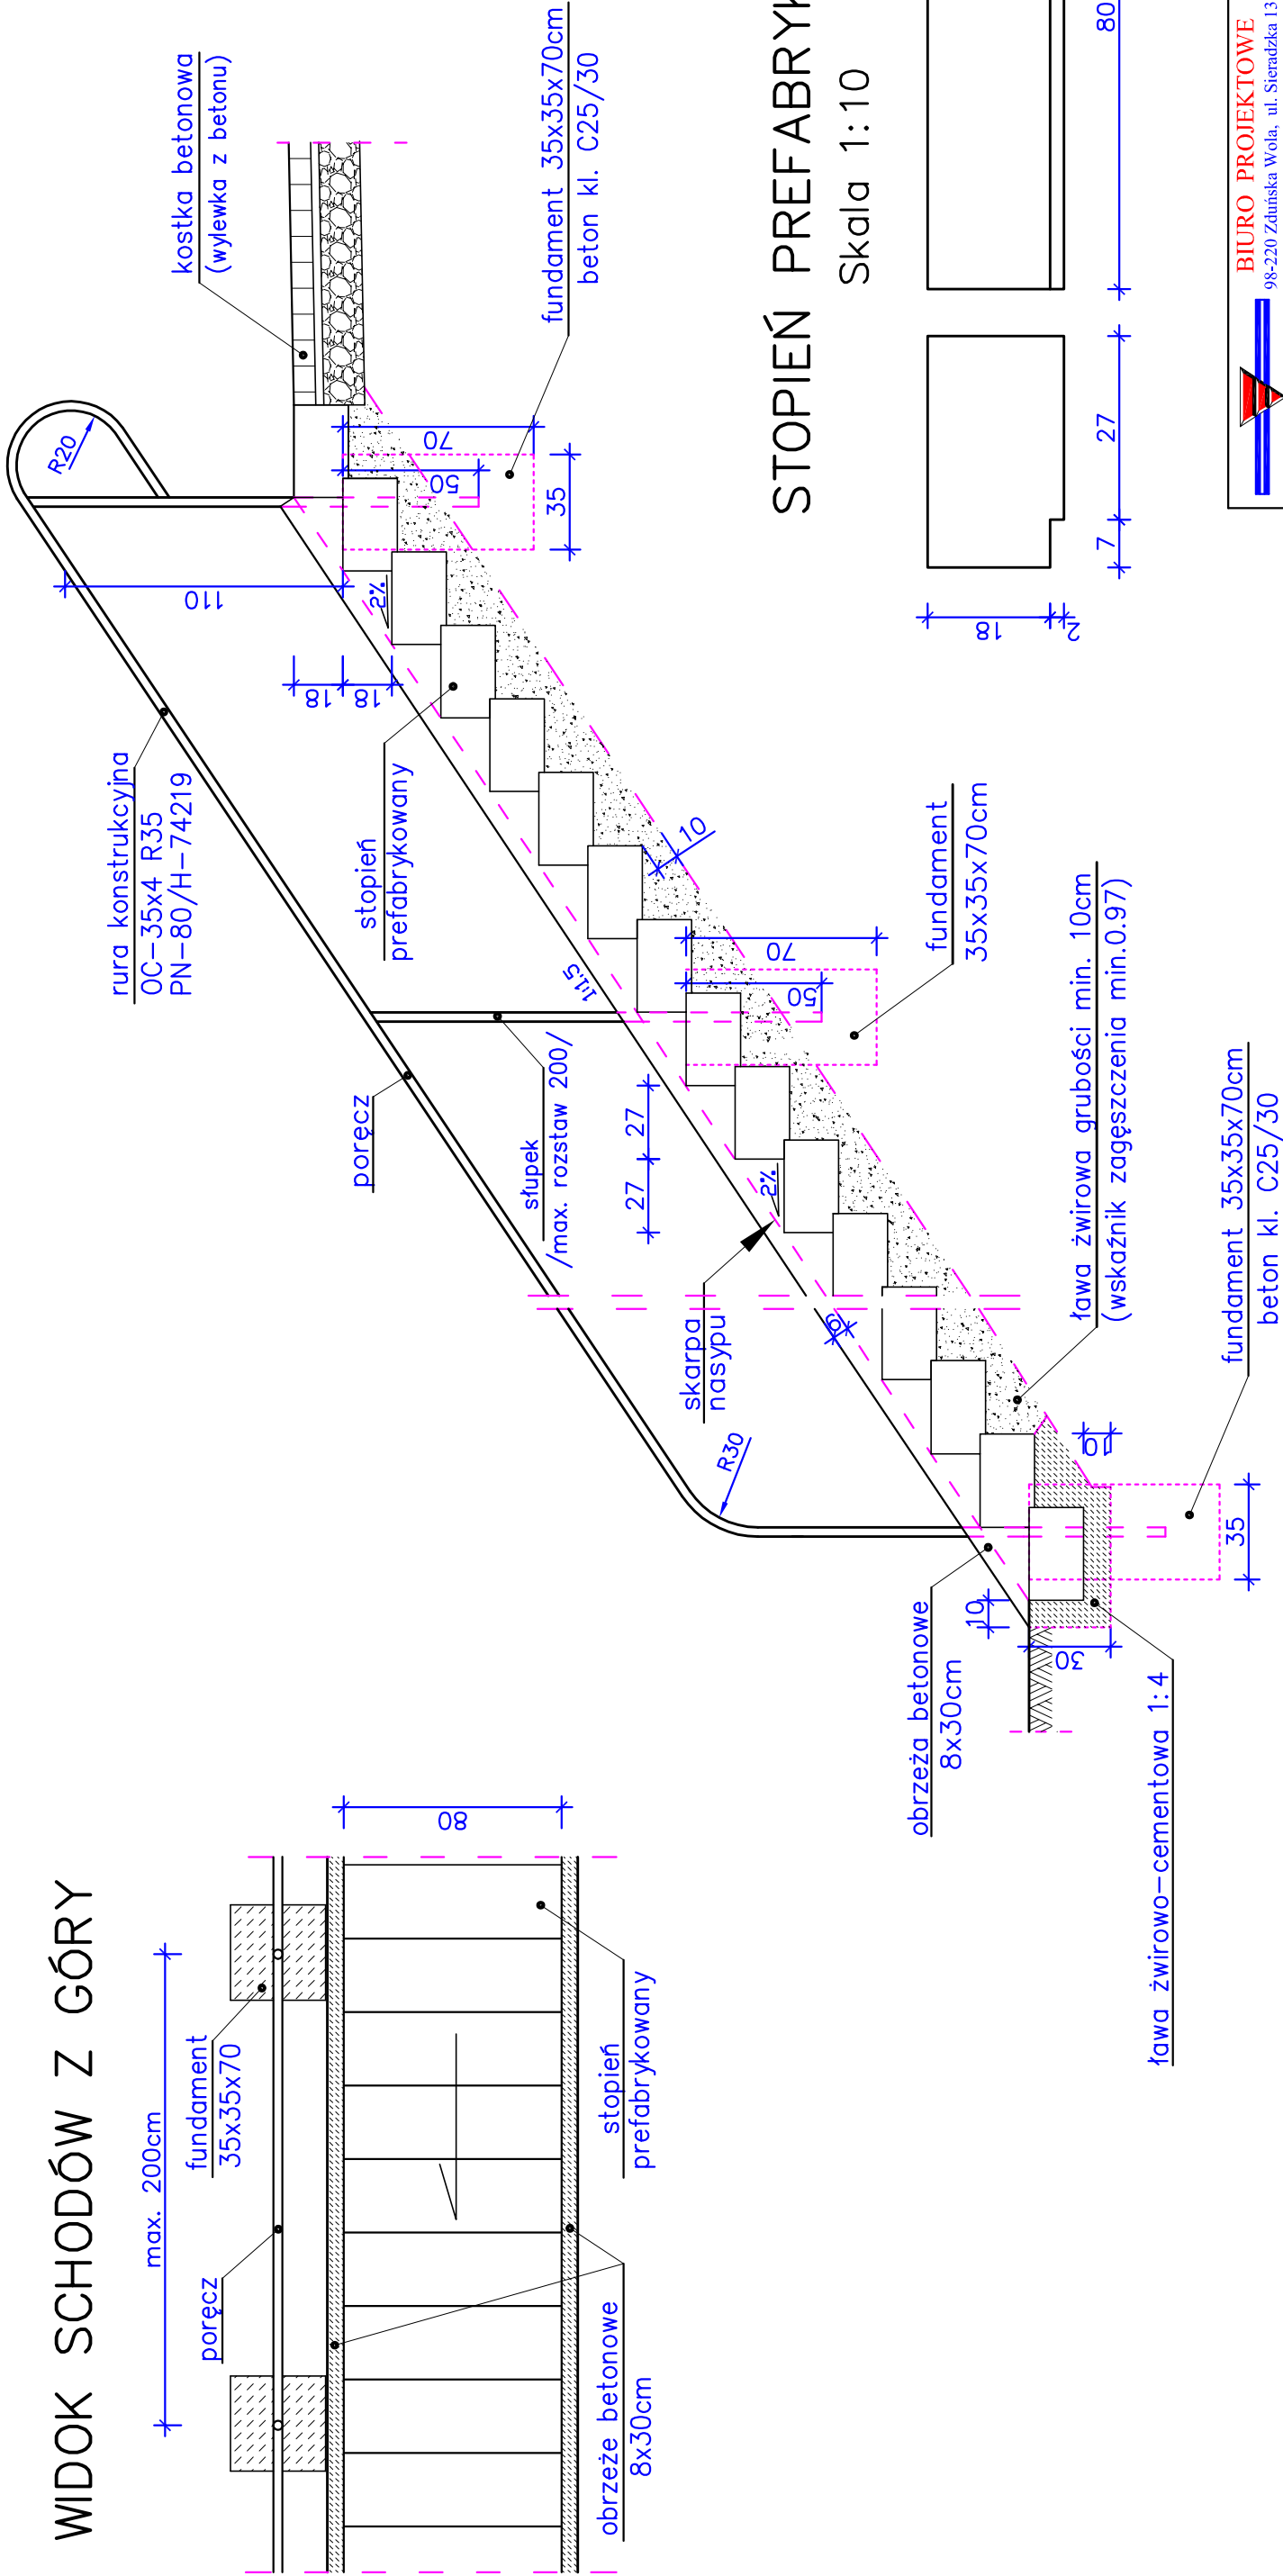 WIDOK SCHODÓW Z GÓRY
max. 200cm
poręcz
fundament
35x35x70
80
obrzeże betonowe
8x30cm
stopień
prefabrykowany
rura konstrukcyjna
OC-35x4 R35
PN-80/H-74219
R20
kostka betonowa
(wylewka z betonu)
110
18
18
2%
70
50
35
fundament 35x35x70cm
beton kl. C25/30
stopień
prefabrykowany
poręcz
słupek
/max. rozstaw 200/
1:1,5
10
27
27
70
50
fundament
35x35x70cm
2%
skarpa
nasypu
6
R30
ława żwirowa grubości min. 10cm
(wskaźnik zagęszczenia min.0.97)
obrzeża betonowe
8x30cm
10
30
10
35
fundament 35x35x70cm
beton kl. C25/30
ława żwirowo-cementowa 1:4
STOPIEŃ PREFABRYK
Skala 1:10
18
2
7
27
80
BIURO PROJEKTOWE
98-220 Zduńska Wola, ul. Sieradzka 13